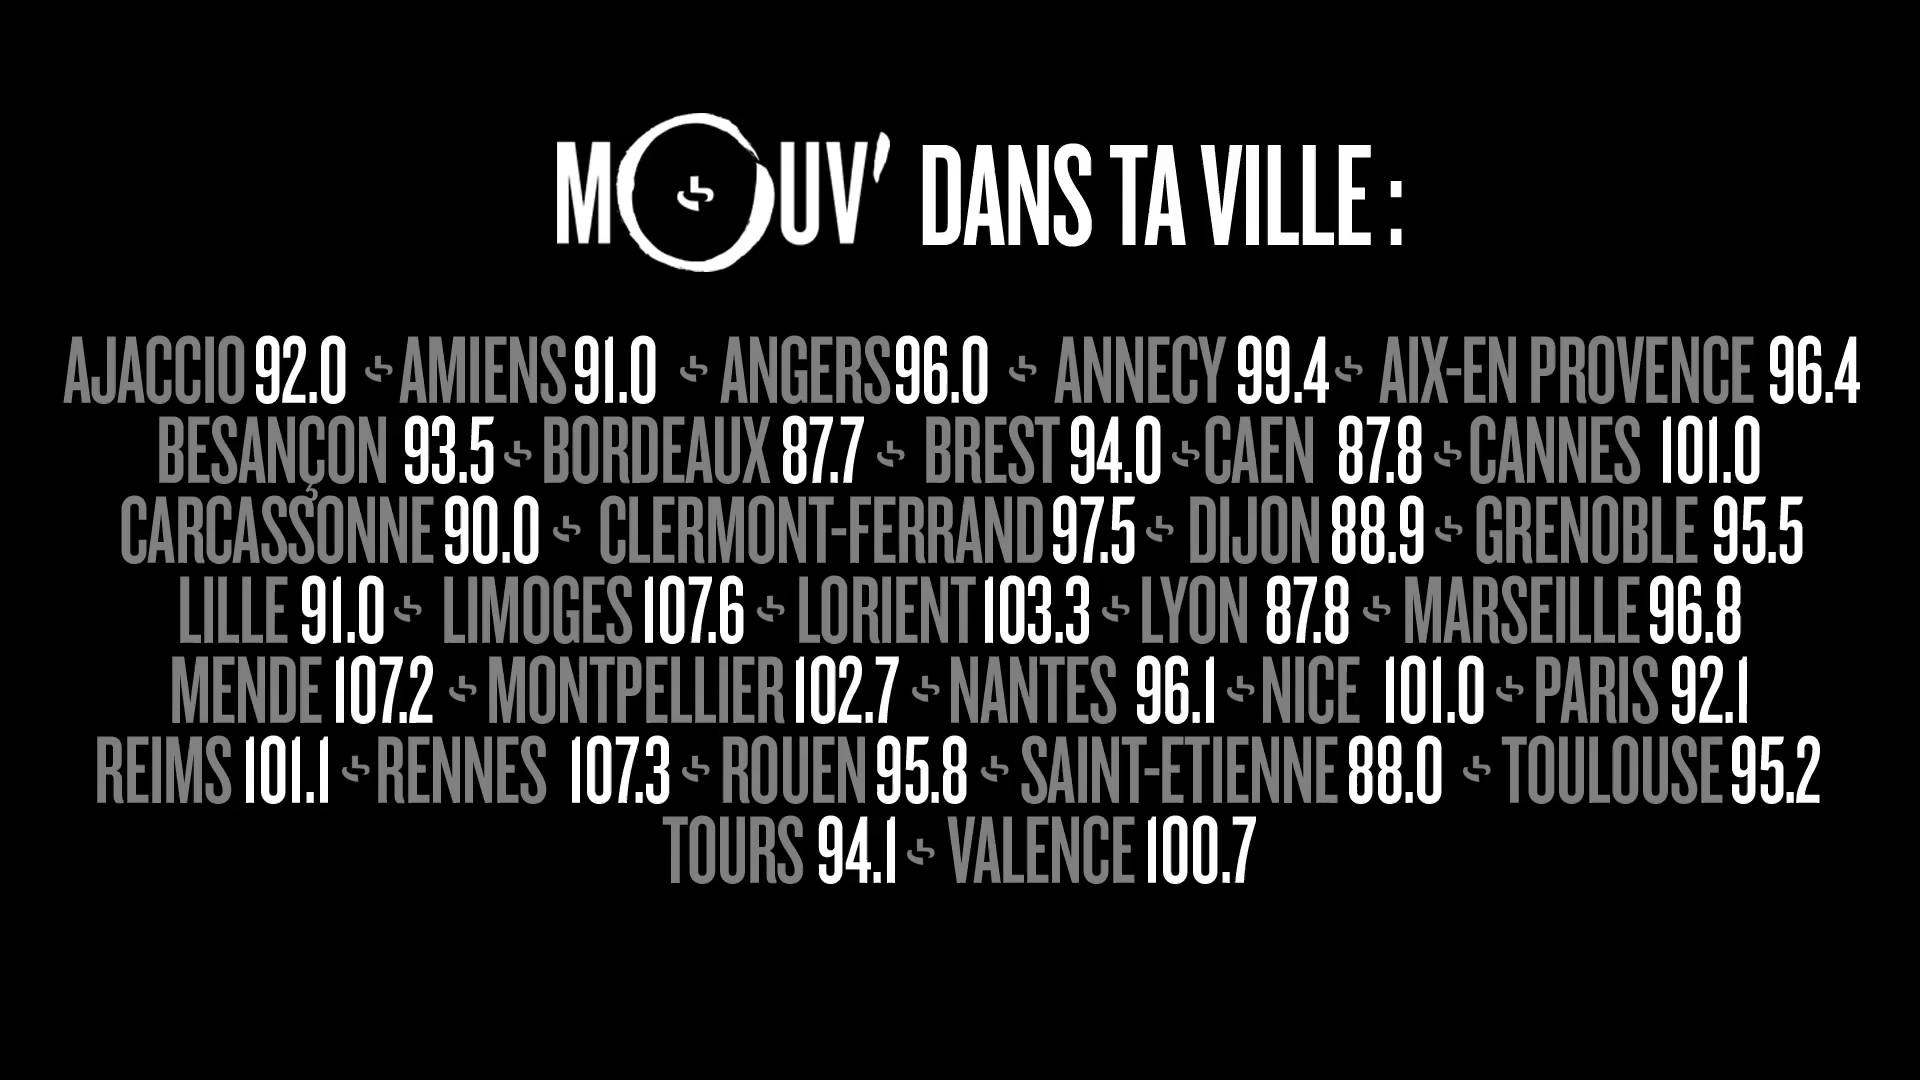 MOUV' DANS TA VILLE :
AJACCIO 92.0 AMIENS 91.0 ANGERS 96.0 ANNECY 99.4 AIX-EN PROVENCE 96.4
BESANÇON 93.5 BORDEAUX 87.7 BREST 94.0 CAEN 87.8 CANNES 101.0
CARCASSONNE 90.0 CLERMONT-FERRAND 97.5 DIJON 88.9 GRENOBLE 95.5
LILLE 91.0 LIMOGES 107.6 LORIENT 103.3 LYON 87.8 MARSEILLE 96.8
MENDE 107.2 MONTPELLIER 102.7 NANTES 96.1 NICE 101.0 PARIS 92.1
REIMS 101.1 RENNES 107.3 ROUEN 95.8 SAINT-ETIENNE 88.0 TOULOUSE 95.2
TOURS 94.1 VALENCE 100.7